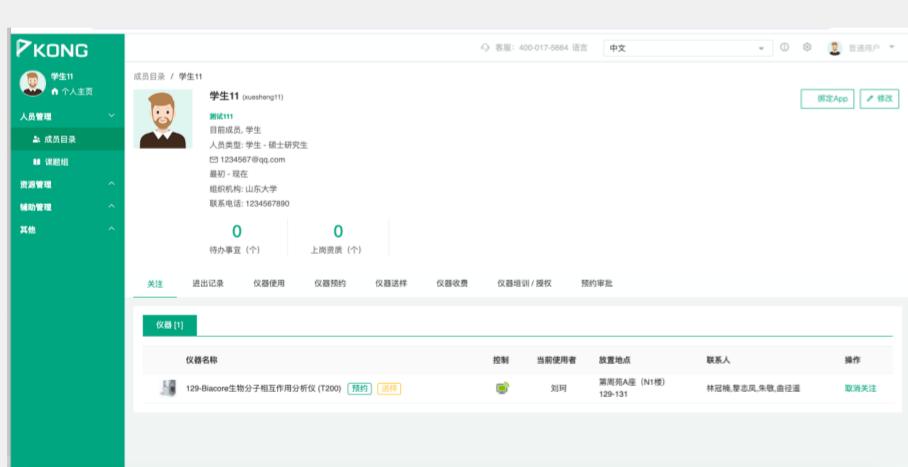 PKONG
客服：400-017-5664 语言 中文 普通用户
学生11
个人主页
人员管理
成员目录
课题组
资源管理
辅助管理
其他
成员目录 / 学生11
学生11 (xuesheng11)
绑定App 修改
测试111
目前成员, 学生
人员类型: 学生 - 硕士研究生
1234567@qq.com
最初 - 现在
组织机构: 山东大学
联系电话: 1234567890
0 0
待办事宜（个） 上岗资质（个）
关注 进出记录 仪器使用 仪器预约 仪器送样 仪器收费 仪器培训 / 授权 预约审批
仪器 [1]
仪器名称 控制 当前使用者 放置地点 联系人 操作
129-Biacore生物分子相互作用分析仪 (T200) 预约 送样 刘珂 第周苑A座（N1楼） 129-131 林冠楠,黎志凤,朱敬,曲径遥 取消关注